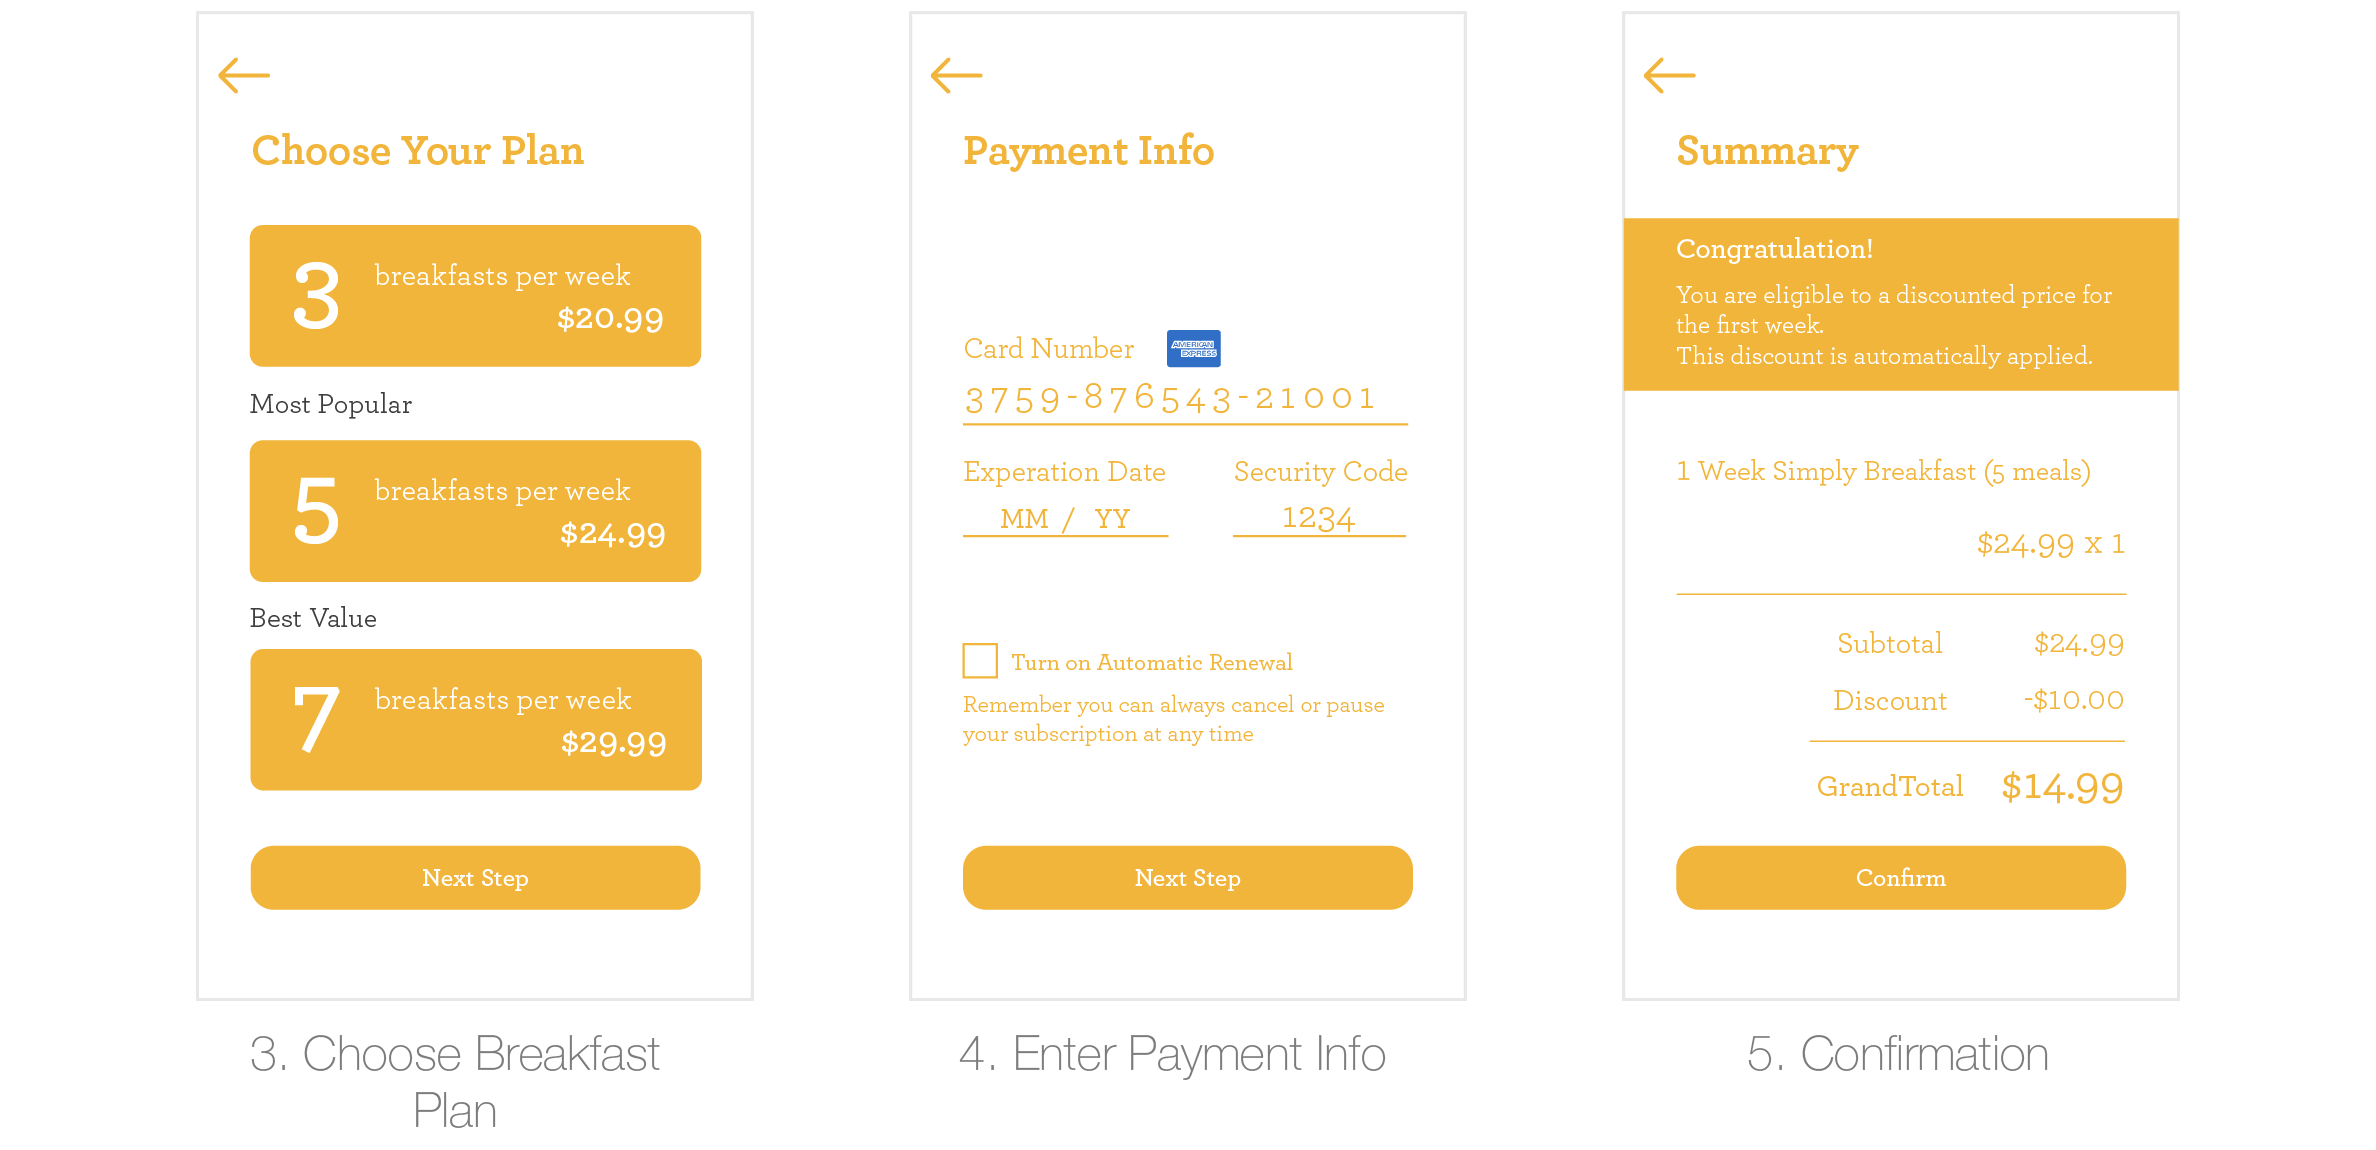 Choose Your Plan
3 breakfasts per week
$20.99
Most Popular
5 breakfasts per week
$24.99
Best Value
7 breakfasts per week
$29.99
Next Step
3. Choose Breakfast
Plan
Payment Info
Card Number AMERICAN
EXPRESS
3759-876543-21001
Experation Date Security Code
MM / YY 1234
Turn on Automatic Renewal
Remember you can always cancel or pause
your subscription at any time
Next Step
4. Enter Payment Info
Summary
Congratulation!
You are eligible to a discounted price for
the first week.
This discount is automatically applied.
1 Week Simply Breakfast (5 meals)
$24.99 x 1
Subtotal $24.99
Discount -$10.00
GrandTotal $14.99
Confirm
5. Confirmation